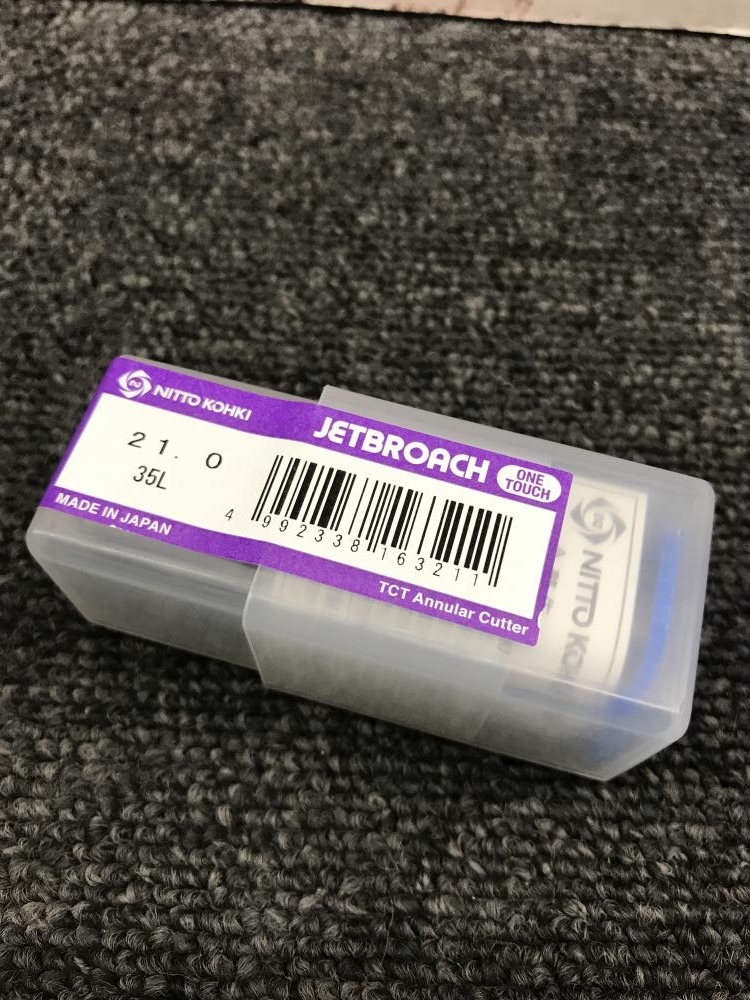 NITTO KOHKI
JETBROACH
ONE
TOUCH
21.0
35L
4 992338 163211
MADE IN JAPAN
TCT Annular Cutter
NITTO KOHKI